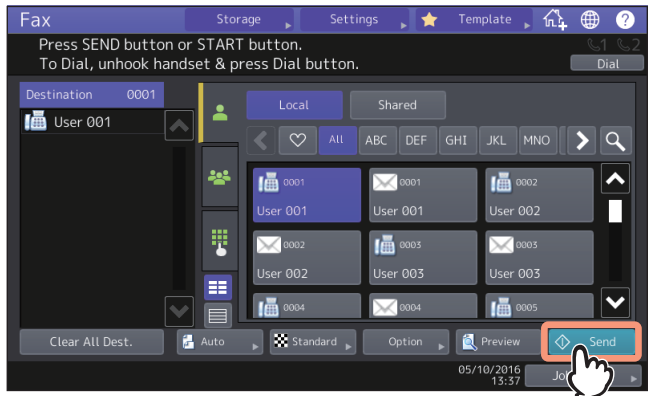 Fax
Storage
Settings
Template
Press SEND button or START button.
To Dial, unhook handset & press Dial button.
1 2
Dial
Destination 0001
User 001
Local
Shared
All ABC DEF GHI JKL MNO
0001
User 001
0001
User 001
0002
User 002
0002
User 002
0003
User 003
0003
User 003
0004
0004
0005
Clear All Dest.
Auto
Standard
Option
Preview
Send
05/10/2016
13:37